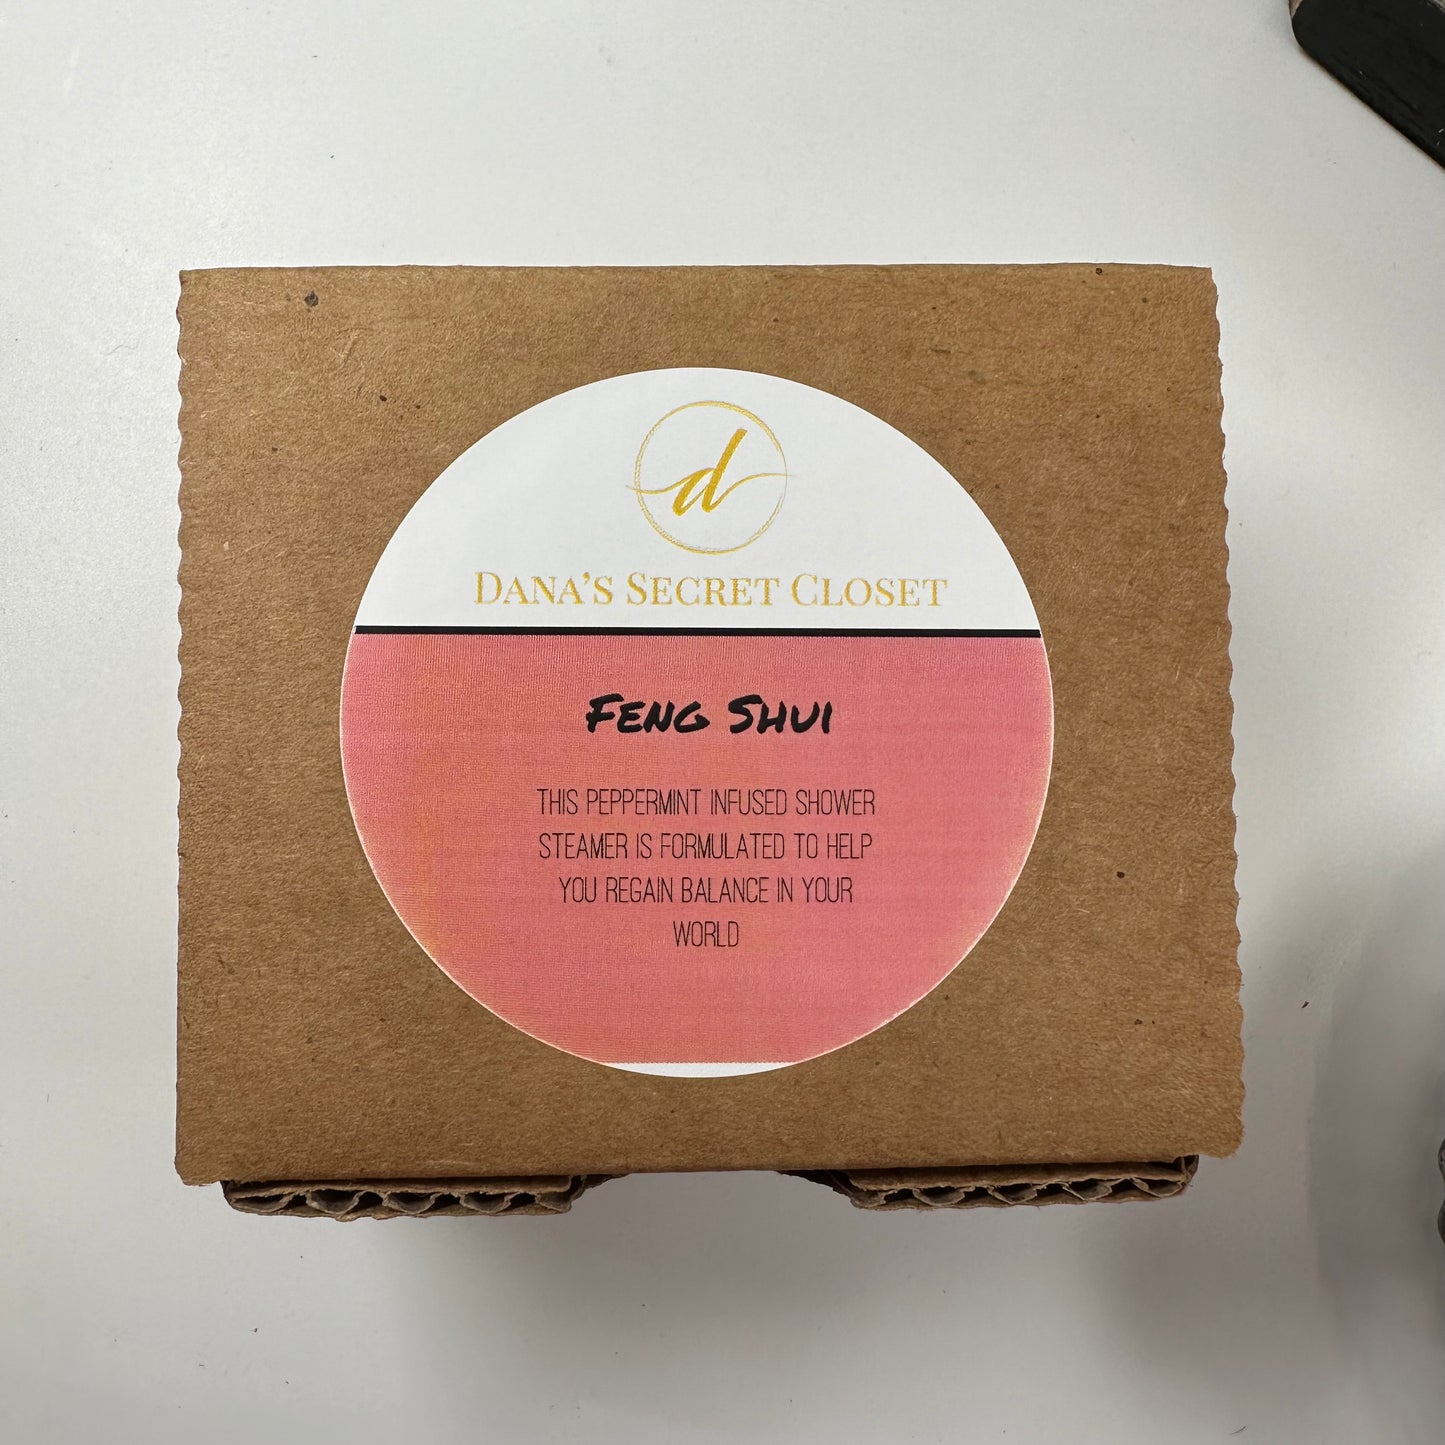 d
DANA'S SECRET CLOSET
FENG SHUI
THIS PEPPERMINT INFUSED SHOWER
STEAMER IS FORMULATED TO HELP
YOU REGAIN BALANCE IN YOUR
WORLD